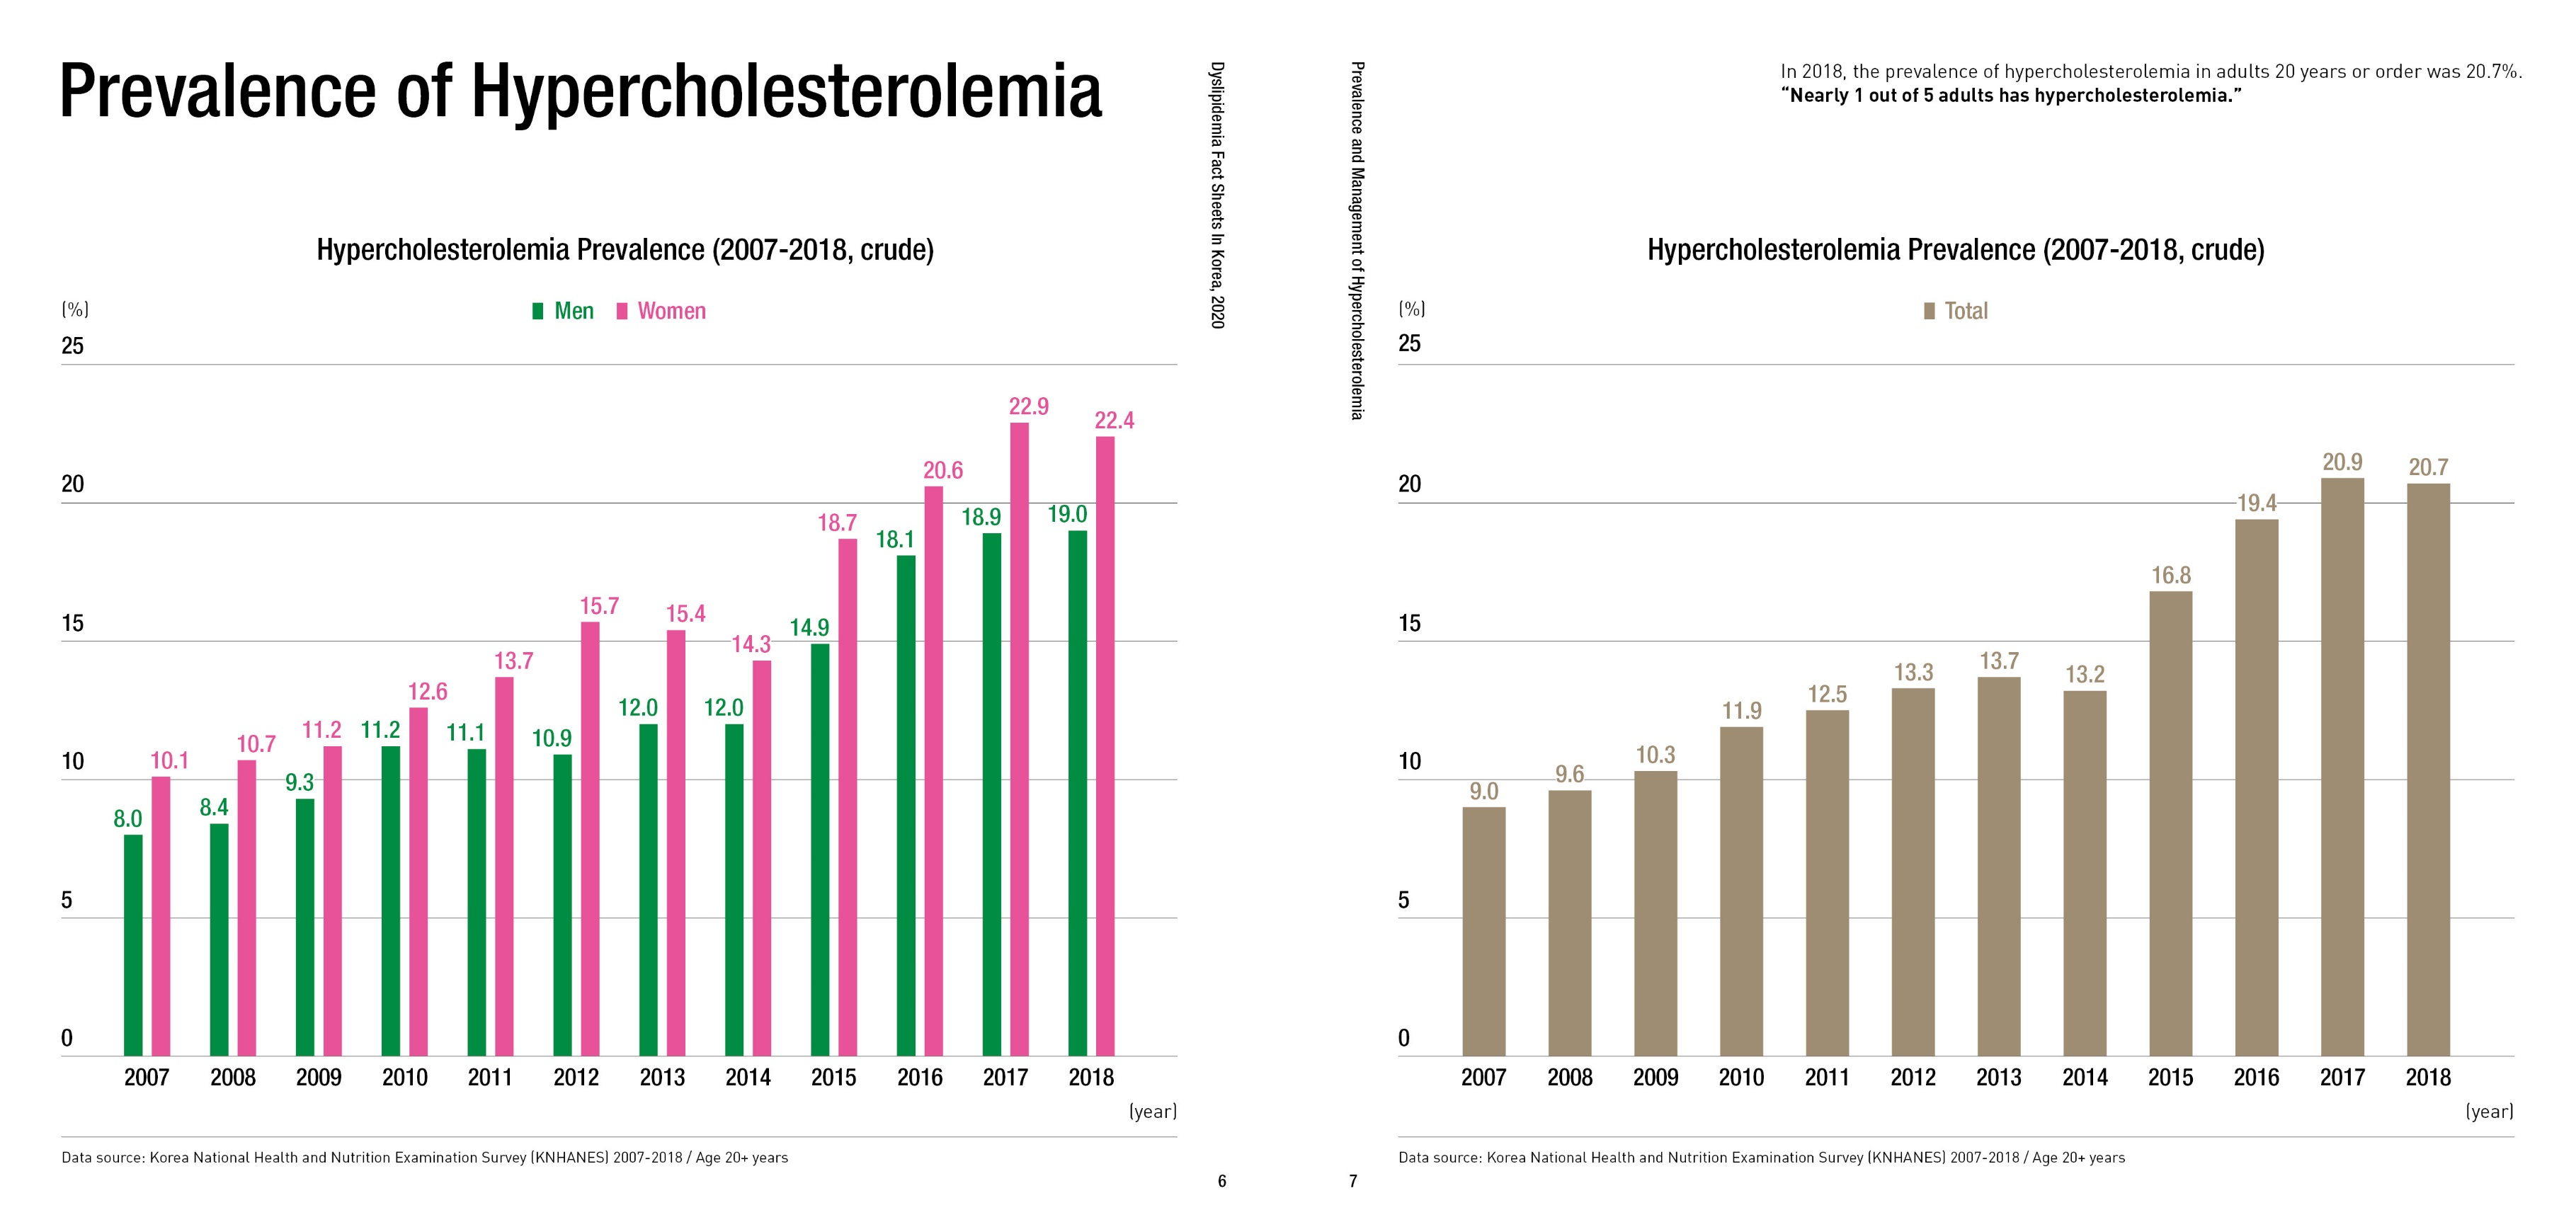 Prevalence of Hypercholesterolemia
Dyslipidemia Fact Sheets In Korea, 2020
Hypercholesterolemia Prevalence (2007-2018, crude)
(%)
Men Women
25
20
15
10
5
0
8.0 10.1
8.4 10.7
9.3 11.2
11.2 12.6
11.1 13.7
10.9 15.7
12.0 15.4
12.0 14.3
14.9 18.7
18.1 20.6
18.9 22.9
19.0 22.4
2007 2008 2009 2010 2011 2012 2013 2014 2015 2016 2017 2018
(year)
Data source: Korea National Health and Nutrition Examination Survey (KNHANES) 2007-2018 / Age 20+ years
6
Prevalence and Management of Hypercholesterolemia
In 2018, the prevalence of hypercholesterolemia in adults 20 years or order was 20.7%.
“Nearly 1 out of 5 adults has hypercholesterolemia.”
Hypercholesterolemia Prevalence (2007-2018, crude)
(%)
Total
25
20
15
10
5
0
9.0 9.6 10.3 11.9 12.5 13.3 13.7 13.2 16.8 19.4 20.9 20.7
2007 2008 2009 2010 2011 2012 2013 2014 2015 2016 2017 2018
(year)
Data source: Korea National Health and Nutrition Examination Survey (KNHANES) 2007-2018 / Age 20+ years
7